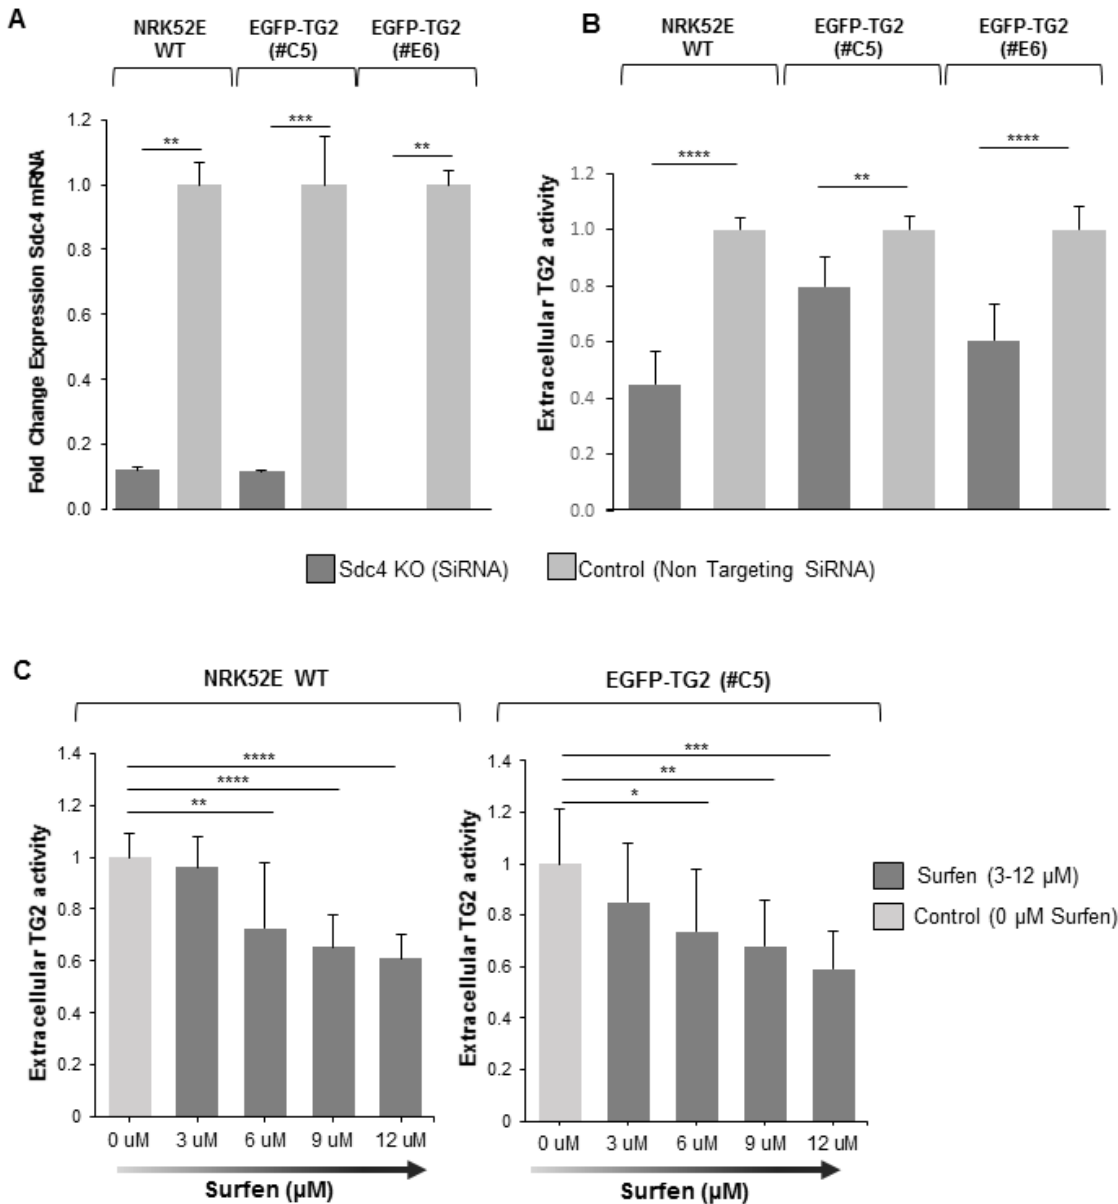 A
NRK52E
WT
EGFP-TG2
(#C5)
EGFP-TG2
(#E6)
Fold Change Expression Sdc4 mRNA
1.2
1.0
0.8
0.6
0.4
0.2
0.0
**
***
**
B
NRK52E
WT
EGFP-TG2
(#C5)
EGFP-TG2
(#E6)
Extracellular TG2 activity
1.2
1.0
0.8
0.6
0.4
0.2
0.0
****
**
****
Sdc4 KO (SiRNA)
Control (Non Targeting SiRNA)
C
NRK52E WT
Extracellular TG2 activity
1.4
1.2
1
0.8
0.6
0.4
0.2
0
****
****
**
0 uM 3 uM 6 uM 9 uM 12 uM
Surfen (µM)
EGFP-TG2 (#C5)
Extracellular TG2 activity
1.4
1.2
1
0.8
0.6
0.4
0.2
0
***
**
*
0 uM 3 uM 6 uM 9 uM 12 uM
Surfen (µM)
Surfen (3-12 µM)
Control (0 µM Surfen)